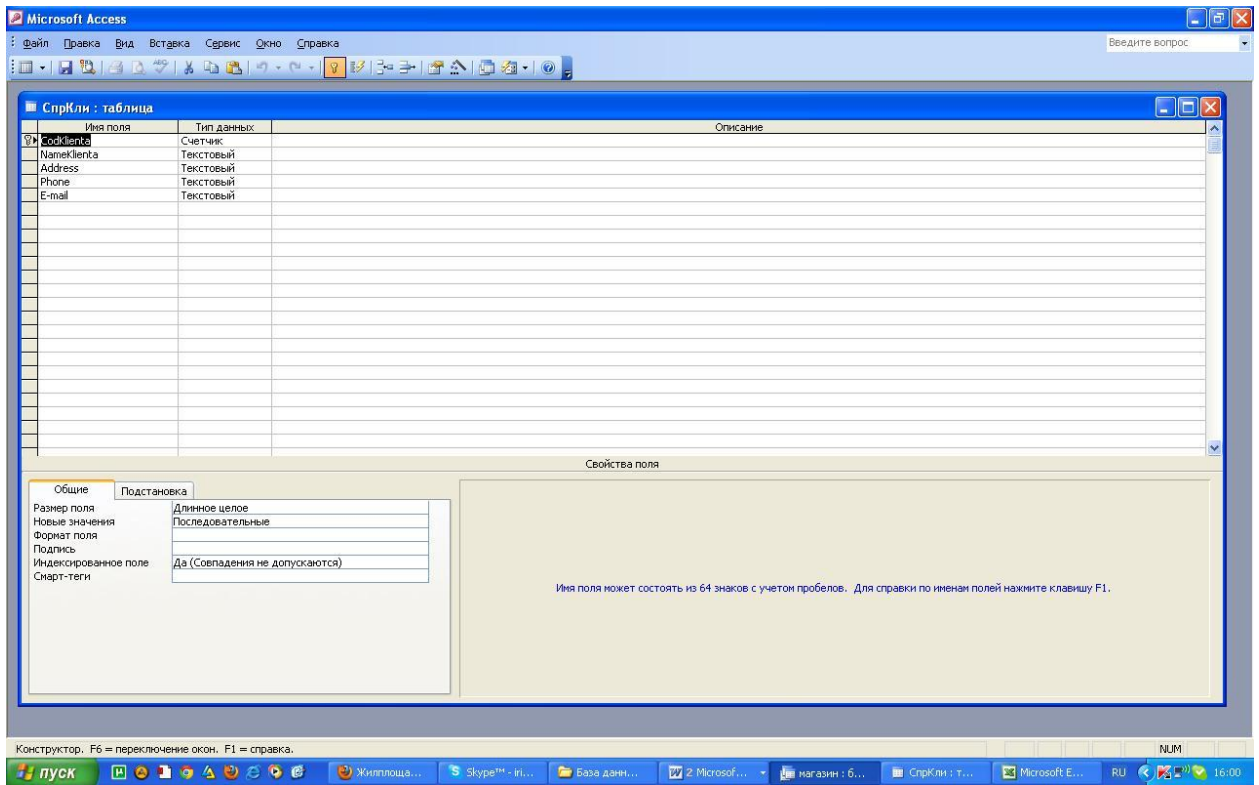 Microsoft Access
Файл Правка Вид Вставка Сервис Окно Справка Введите вопрос
СпрКли : таблица
Имя поля Тип данных Описание
CodKlienta Счетчик
NameKlienta Текстовый
Address Текстовый
Phone Текстовый
E-mail Текстовый
Свойства поля
Общие Подстановка
Размер поля Длинное целое
Новые значения Последовательные
Формат поля
Подпись
Индексированное поле Да (Совпадения не допускаются)
Смарт-теги
Имя поля может состоять из 64 знаков с учетом пробелов. Для справки по именам полей нажмите клавишу F1.
Конструктор. F6 = переключение окон. F1 = справка. NUM
пуск Жилплоща... Skype™ - iri... База данн... 2 Microsof... магазин : б... СпрКли : т... Microsoft E... RU 16:00